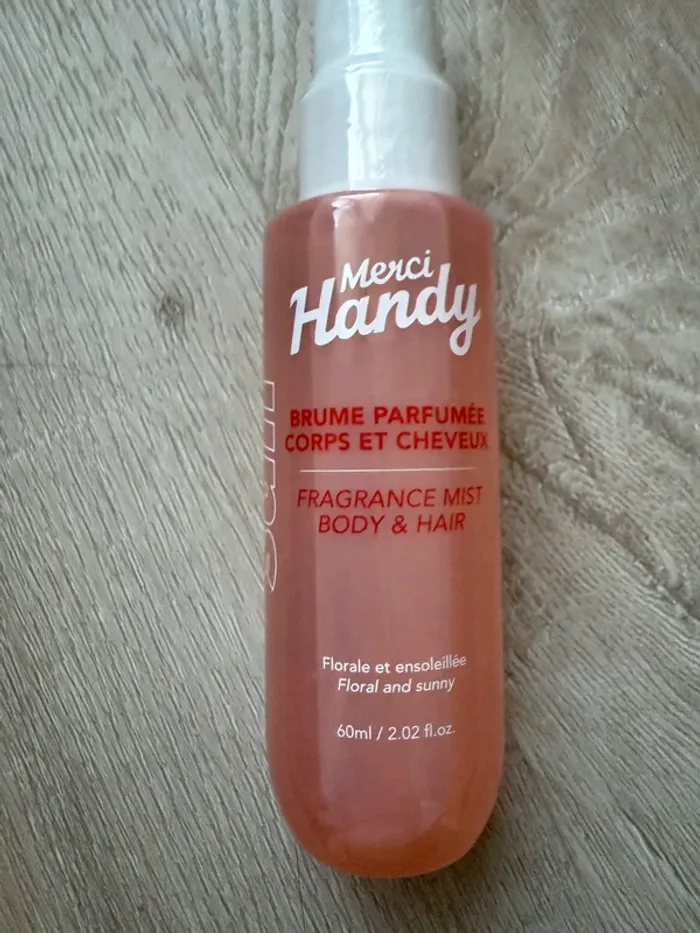 Merci
Handy
BRUME PARFUMÉE
CORPS ET CHEVEUX
FRAGRANCE MIST
BODY & HAIR
Florale et ensoleillée
Floral and sunny
60ml / 2.02 fl.oz.